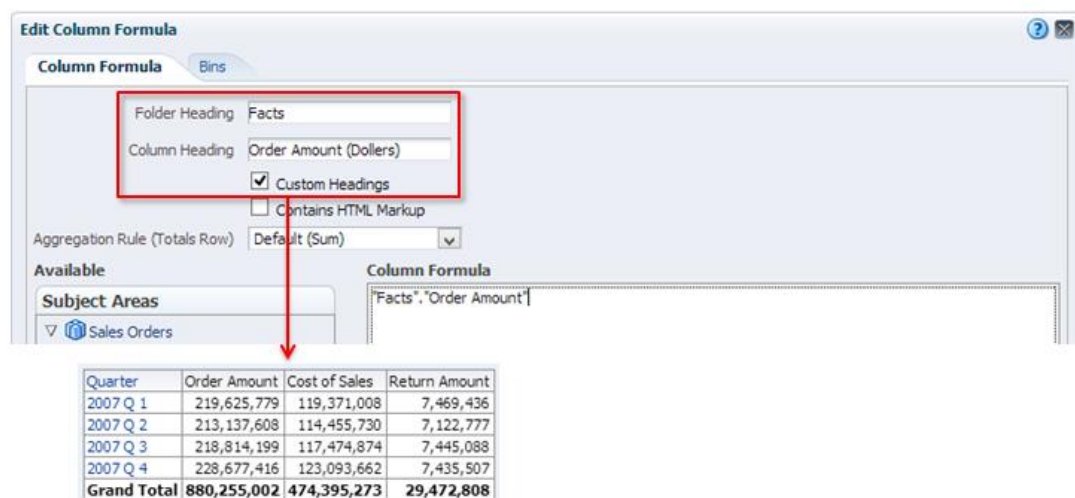 Edit Column Formula
Column Formula Bins
Folder Heading Facts
Column Heading Order Amount (Dollers)
Custom Headings
Contains HTML Markup
Aggregation Rule (Totals Row) Default (Sum)
Available Column Formula
Subject Areas "Facts"."Order Amount"
Sales Orders
Quarter Order Amount Cost of Sales Return Amount
2007 Q 1 219,625,779 119,371,008 7,469,436
2007 Q 2 213,137,608 114,455,730 7,122,777
2007 Q 3 218,814,199 117,474,874 7,445,088
2007 Q 4 228,677,416 123,093,662 7,435,507
Grand Total 880,255,002 474,395,273 29,472,808